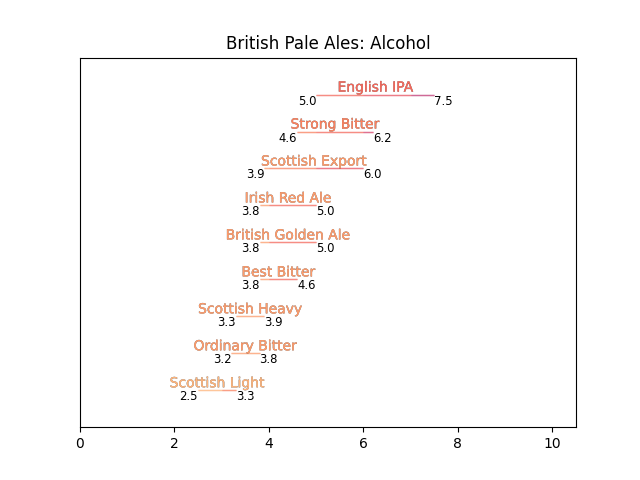 British Pale Ales: Alcohol
English IPA
5.0 7.5
Strong Bitter
4.6 6.2
Scottish Export
3.9 6.0
Irish Red Ale
3.8 5.0
British Golden Ale
3.8 5.0
Best Bitter
3.8 4.6
Scottish Heavy
3.3 3.9
Ordinary Bitter
3.2 3.8
Scottish Light
2.5 3.3
0 2 4 6 8 10